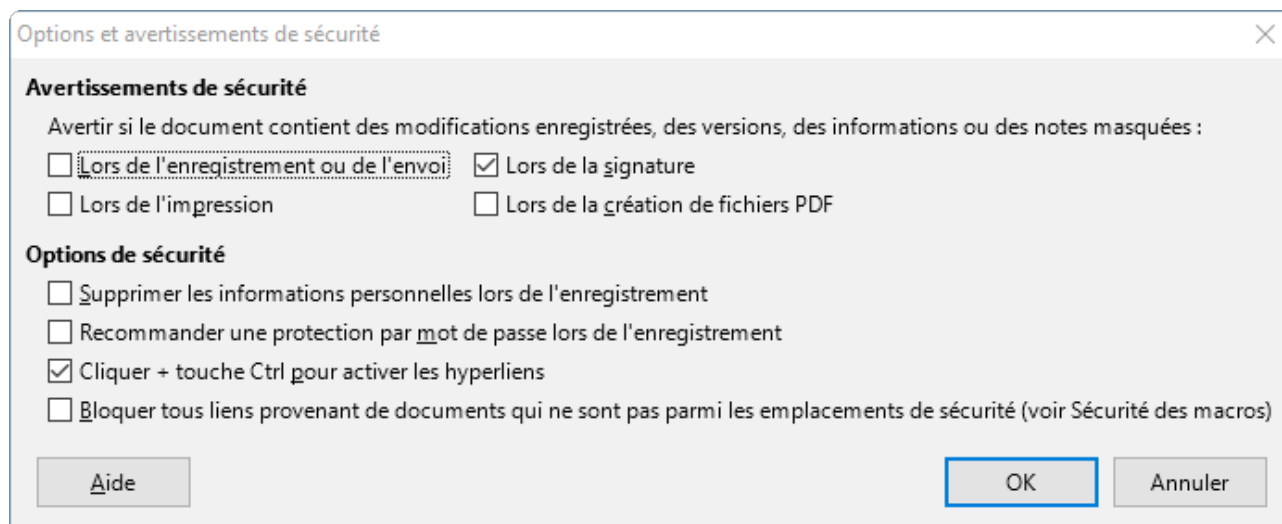 Options et avertissements de sécurité
Avertissements de sécurité
Avertir si le document contient des modifications enregistrées, des versions, des informations ou des notes masquées :
Lors de l'enregistrement ou de l'envoi
Lors de la signature
Lors de l'impression
Lors de la création de fichiers PDF
Options de sécurité
Supprimer les informations personnelles lors de l'enregistrement
Recommander une protection par mot de passe lors de l'enregistrement
Cliquer + touche Ctrl pour activer les hyperliens
Bloquer tous liens provenant de documents qui ne sont pas parmi les emplacements de sécurité (voir Sécurité des macros)
Aide
OK
Annuler